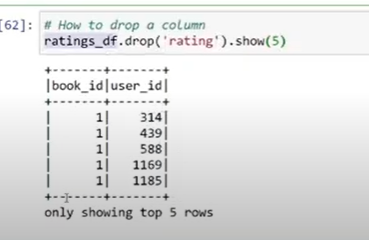 [62]: # How to drop a column
ratings_df.drop('rating').show(5)
+-------+-------+
|book_id|user_id|
+-------+-------+
|      1|    314|
|      1|    439|
|      1|    588|
|      1|   1169|
|      1|   1185|
+-------+-------+
only showing top 5 rows